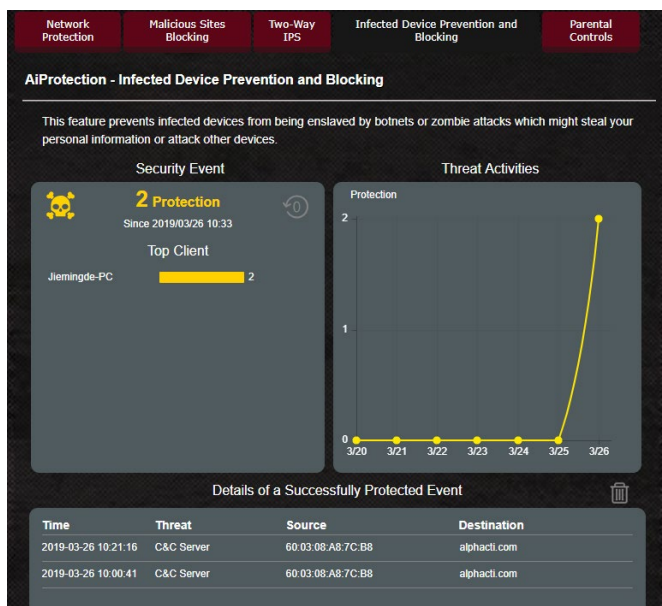 Network Protection
Malicious Sites Blocking
Two-Way IPS
Infected Device Prevention and Blocking
Parental Controls
AiProtection - Infected Device Prevention and Blocking
This feature prevents infected devices from being enslaved by botnets or zombie attacks which might steal your
personal information or attack other devices.
Security Event
2 Protection
0
Since 2019/03/26 10:33
Top Client
Jiemingde-PC 2
Threat Activities
Protection
2
1
0
3/20 3/21 3/22 3/23 3/24 3/25 3/26
Details of a Successfully Protected Event
Time Threat Source Destination
2019-03-26 10:21:16 C&C Server 60:03:08:A8:7C:B8 alphacti.com
2019-03-26 10:00:41 C&C Server 60:03:08:A8:7C:B8 alphacti.com